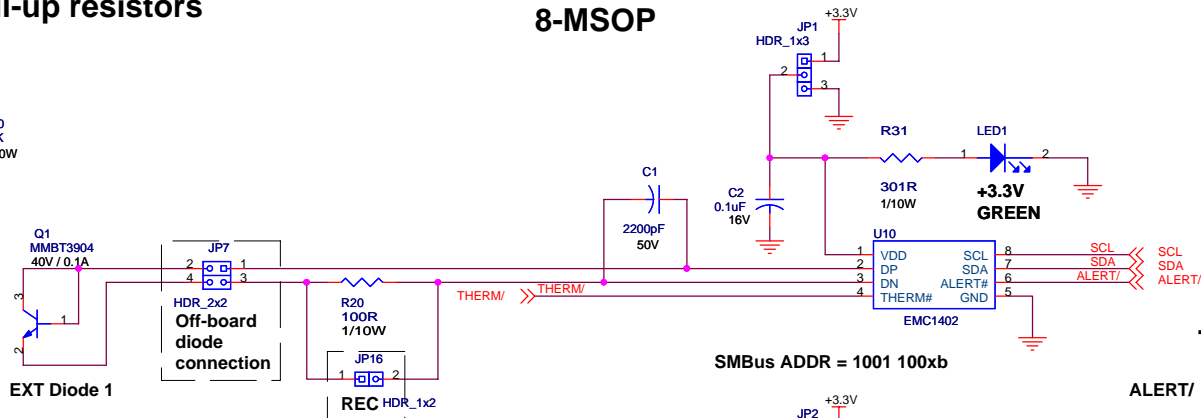 ll-up resistors
8-MSOP
+3.3V
JP1
HDR_1x3
1
2
3
0
K
0W
R31
301R
1/10W
LED1
1
2
+3.3V
GREEN
C1
2200pF
50V
C2
0.1uF
16V
Q1
MMBT3904
40V / 0.1A
3
1
2
EXT Diode 1
JP7
2
1
4
3
HDR_2x2
Off-board
diode
connection
R20
100R
1/10W
JP16
1
2
REC
HDR_1x2
THERM/
THERM/
U10
1
2
3
4
VDD
DP
DN
THERM#
SCL
SDA
ALERT#
GND
8
7
6
5
EMC1402
SCL
SDA
ALERT/
SCL
SDA
ALERT/
SMBus ADDR = 1001 100xb
+3.3V
JP2
ALERT/